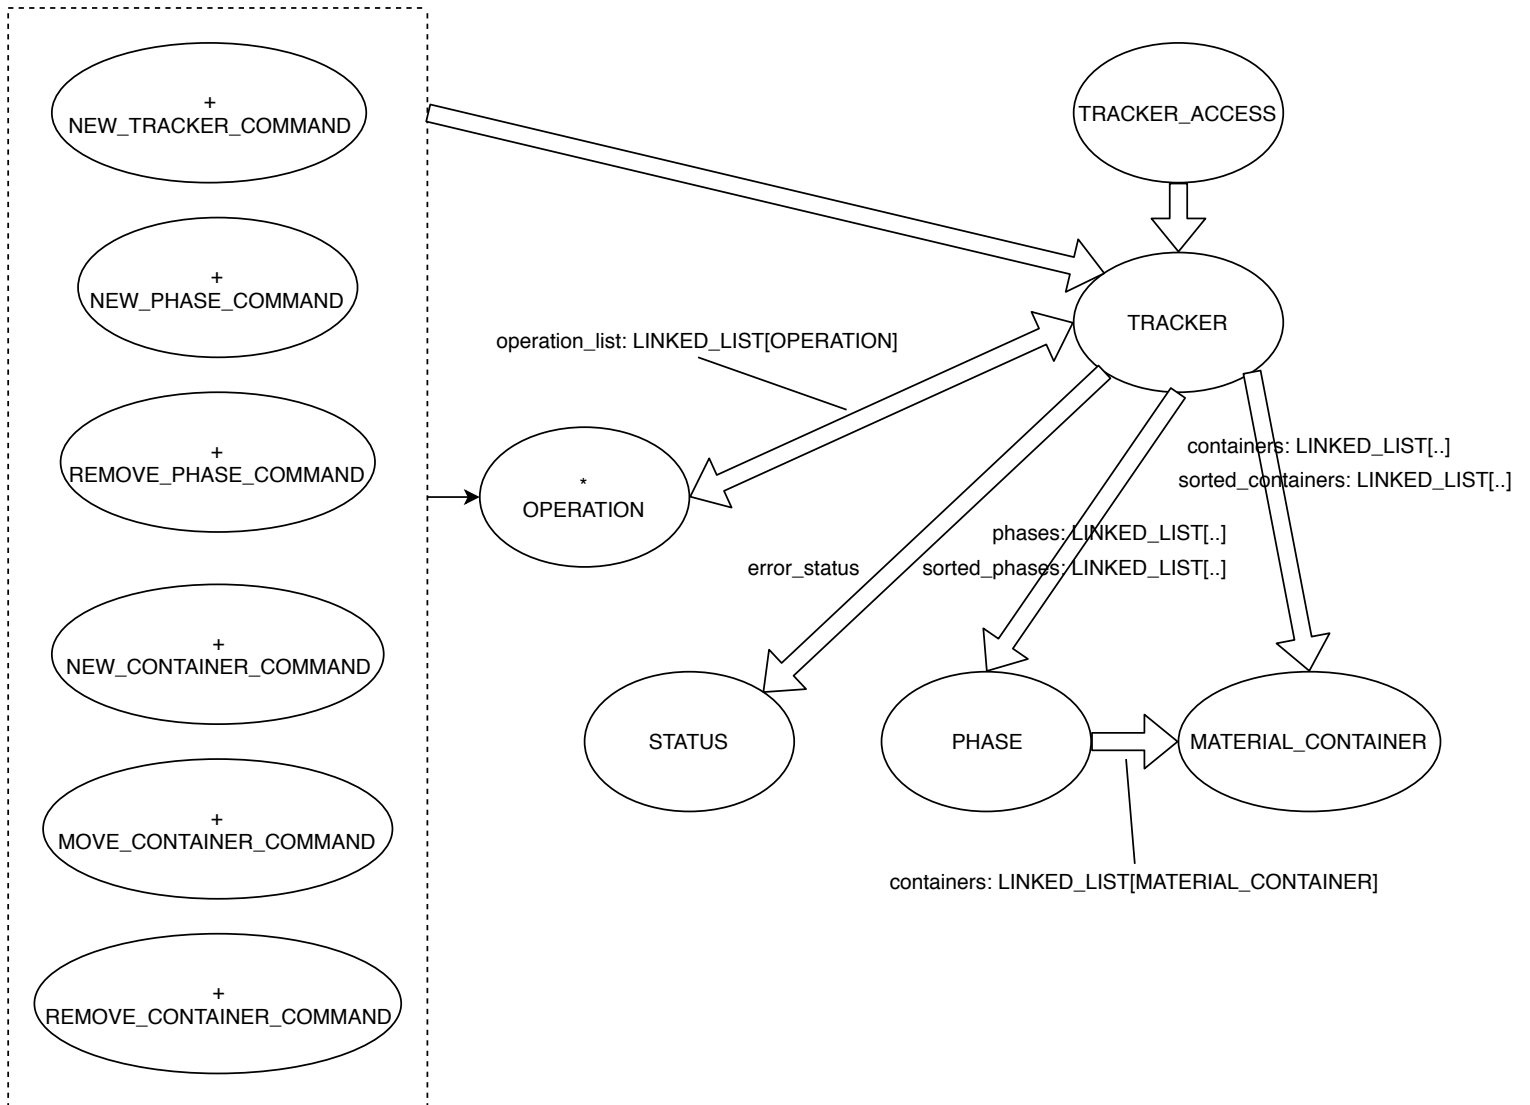 +
NEW_TRACKER_COMMAND
TRACKER_ACCESS
+
NEW_PHASE_COMMAND
TRACKER
operation_list: LINKED_LIST[OPERATION]
+
REMOVE_PHASE_COMMAND
containers: LINKED_LIST[..]
sorted_containers: LINKED_LIST[..]
*
OPERATION
phases: LINKED_LIST[..]
error_status
sorted_phases: LINKED_LIST[..]
+
NEW_CONTAINER_COMMAND
STATUS
PHASE
MATERIAL_CONTAINER
+
MOVE_CONTAINER_COMMAND
containers: LINKED_LIST[MATERIAL_CONTAINER]
+
REMOVE_CONTAINER_COMMAND